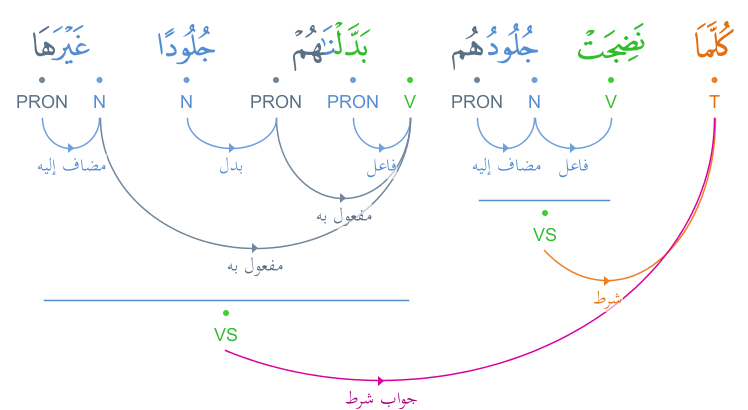 كُلَّمَا نَضِجَتْ جُلُودُهُم بَدَّلْنَٰهُمْ جُلُودًا غَيْرَهَا
T V N PRON V PRON PRON N N PRON
فاعل مضاف إليه فاعل بدل مضاف إليه
مفعول به
VS
مفعول به
شرط
VS
جواب شرط